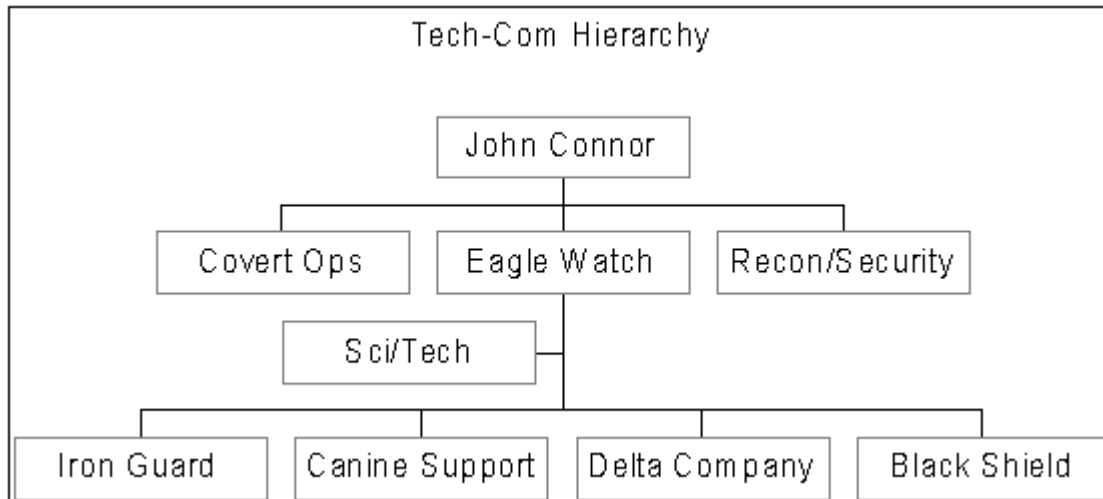 Tech-Com Hierarchy
John Connor
Covert Ops
Eagle Watch
Recon/Security
Sci/Tech
Iron Guard
Canine Support
Delta Company
Black Shield